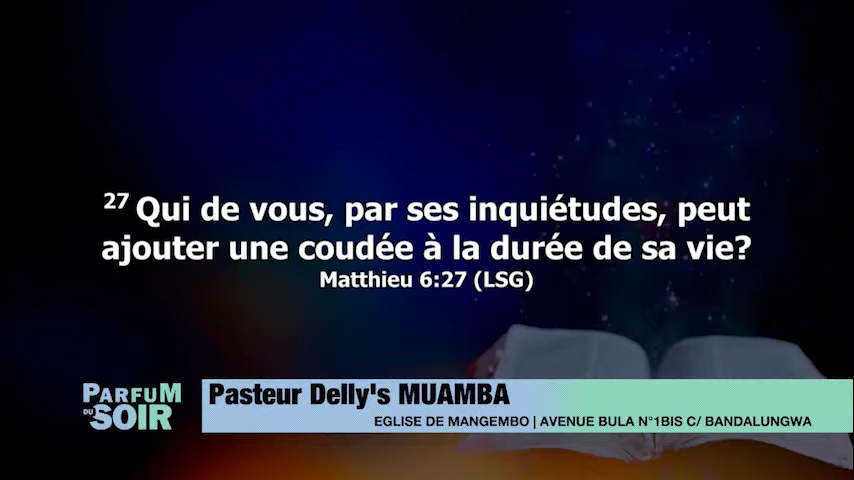 27 Qui de vous, par ses inquiétudes, peut
ajouter une coudée à la durée de sa vie?
Matthieu 6:27 (LSG)
PARFUM
DU SOIR
Pasteur Delly's MUAMBA
EGLISE DE MANGEMBO | AVENUE BULA N°1BIS C/ BANDALUNGWA